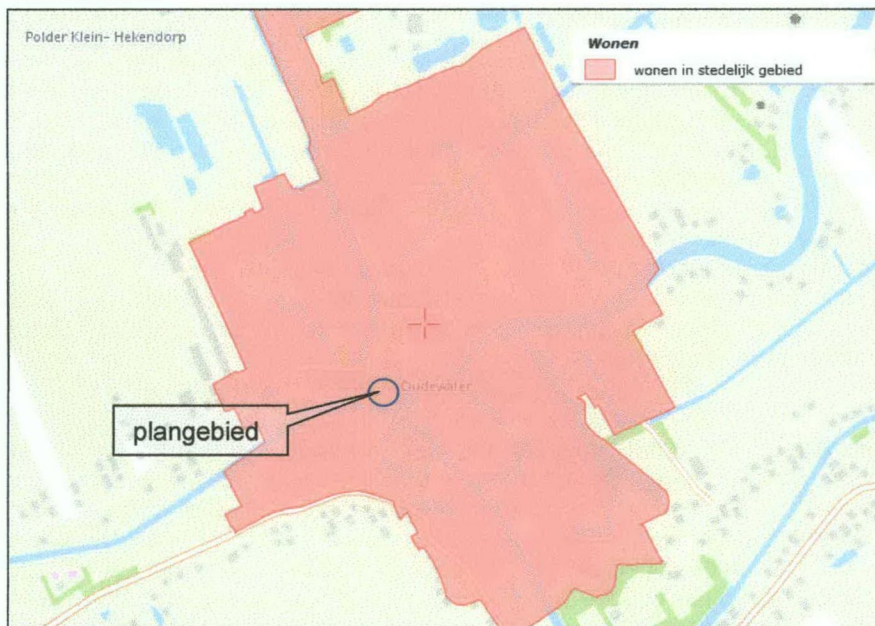 Polder Klein- Hekendorp
Wonen
wonen in stedelijk gebied
Oudewater
plangebied